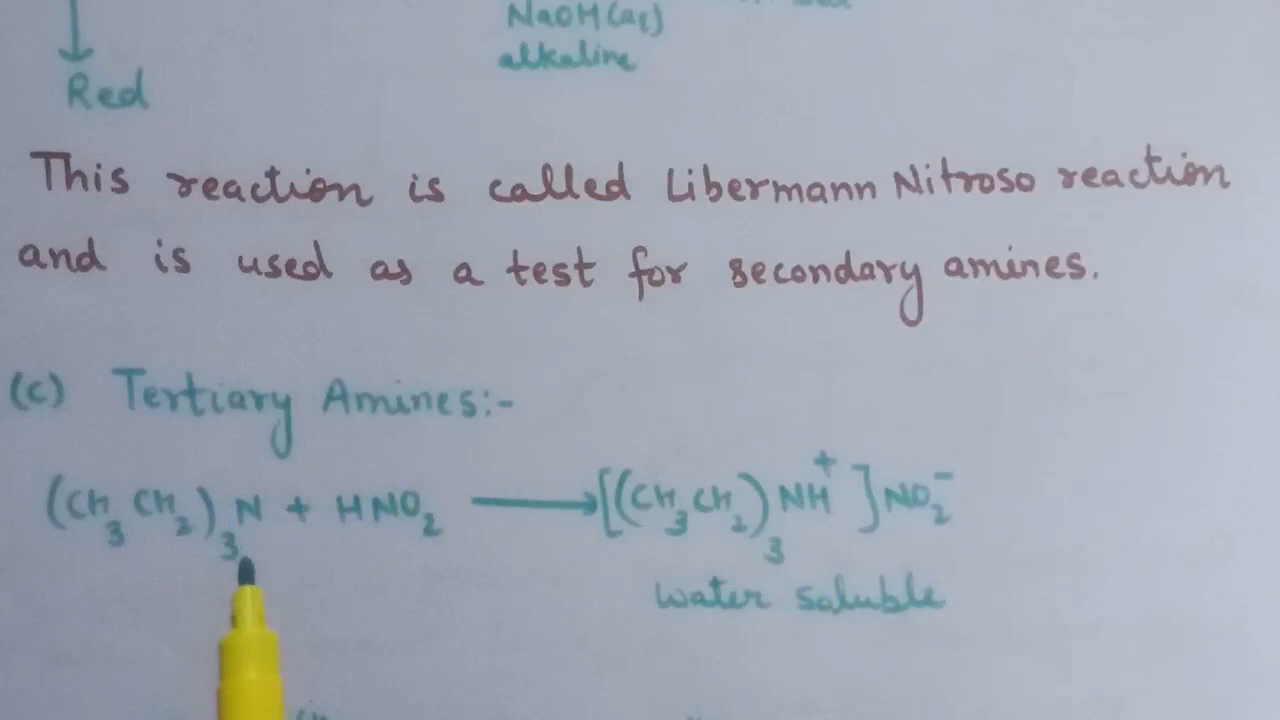 NaOH(aq)
alkaline
Red
This reaction is called Libermann Nitroso reaction
and is used as a test for secondary amines.
(c) Tertiary Amines:-
(CH3CH2)3N + HNO2 ⟶ [(CH3CH2)3NH+]NO2-
water soluble